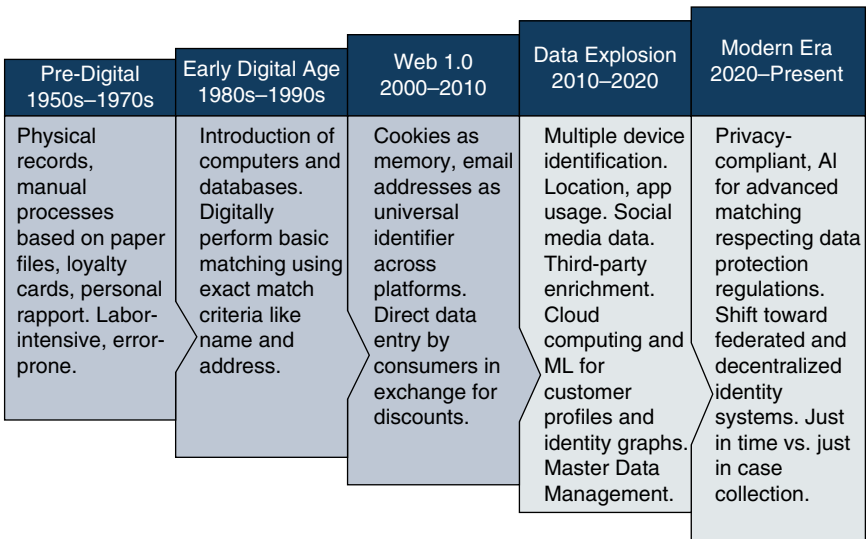 Pre-Digital
1950s–1970s
Physical
records,
manual
processes
based on paper
files, loyalty
cards, personal
rapport. Labor-
intensive, error-
prone.
Early Digital Age
1980s–1990s
Introduction of
computers and
databases.
Digitally
perform basic
matching using
exact match
criteria like
name and
address.
Web 1.0
2000–2010
Cookies as
memory, email
addresses as
universal
identifier
across
platforms.
Direct data
entry by
consumers in
exchange for
discounts.
Data Explosion
2010–2020
Multiple device
identification.
Location, app
usage. Social
media data.
Third-party
enrichment.
Cloud
computing and
ML for
customer
profiles and
identity graphs.
Master Data
Management.
Modern Era
2020–Present
Privacy-
compliant, AI
for advanced
matching
respecting data
protection
regulations.
Shift toward
federated and
decentralized
identity
systems. Just
in time vs. just
in case
collection.